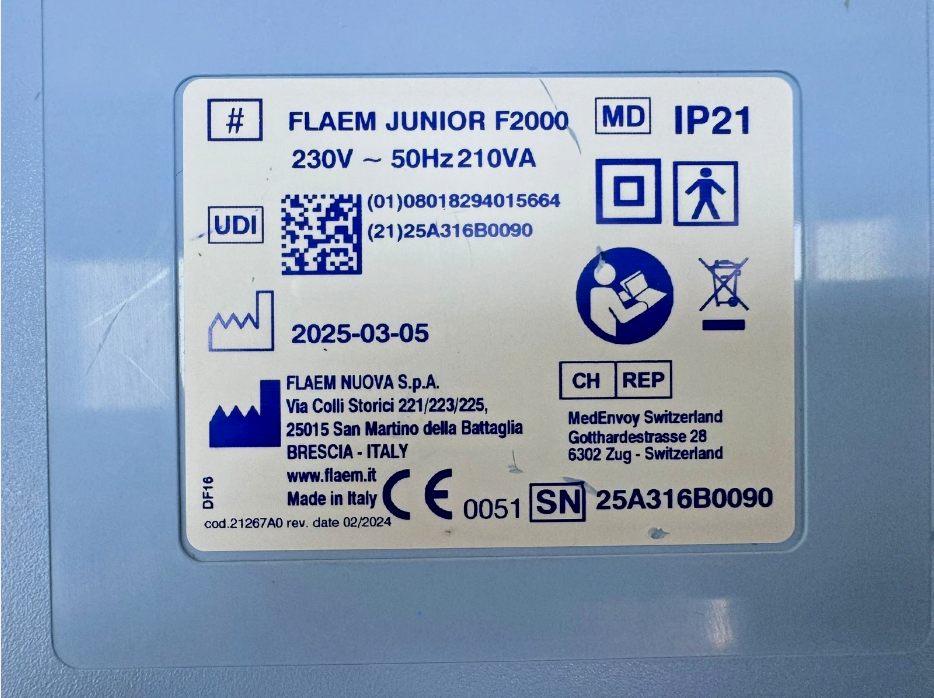 # FLAEM JUNIOR F2000 MD IP21
230V ~ 50Hz 210VA
UDI (01)08018294015664
(21)25A316B0090
2025-03-05
FLAEM NUOVA S.p.A.
Via Colli Storici 221/223/225,
25015 San Martino della Battaglia
BRESCIA - ITALY
www.flaem.it
Made in Italy
CE 0051
CH REP
MedEnvoy Switzerland
Gotthardestrasse 28
6302 Zug - Switzerland
SN 25A316B0090
DF16
cod.21267A0 rev. date 02/2024